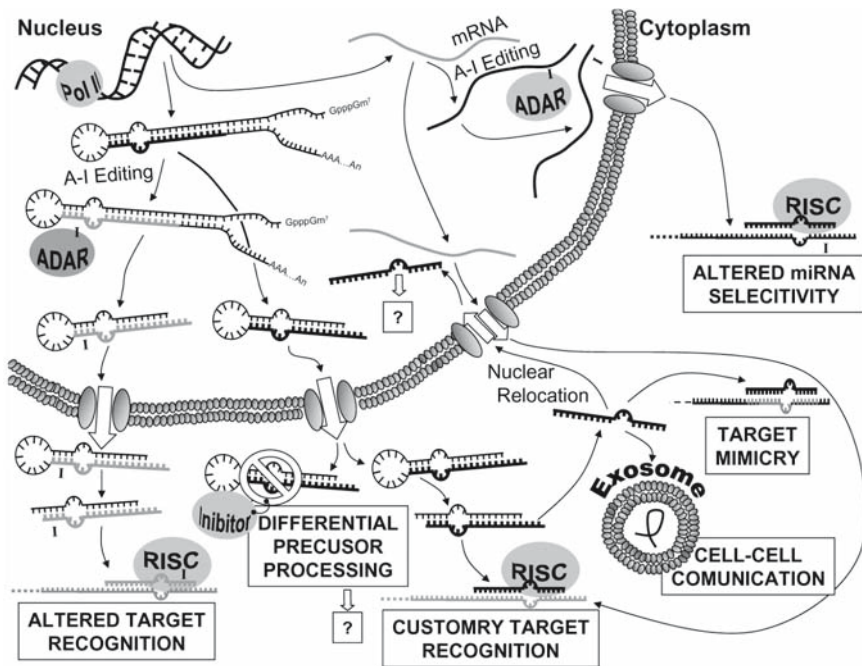 Nucleus
Pol II
mRNA
A-I Editing
ADAR
Cytoplasm
GpppGm⁷
AAA...An
A-I Editing
I
ADAR
GpppGm⁷
AAA...An
I
RISC
I
ALTERED miRNA
SELECITIVITY
?
I
Nuclear
Relocation
I
I
Inibitor
DIFFERENTIAL
PRECUSOR
PROCESSING
?
TARGET
MIMICRY
Exosome
CELL-CELL
COMUNICATION
RISC
I
ALTERED TARGET
RECOGNITION
RISC
CUSTOMRY TARGET
RECOGNITION